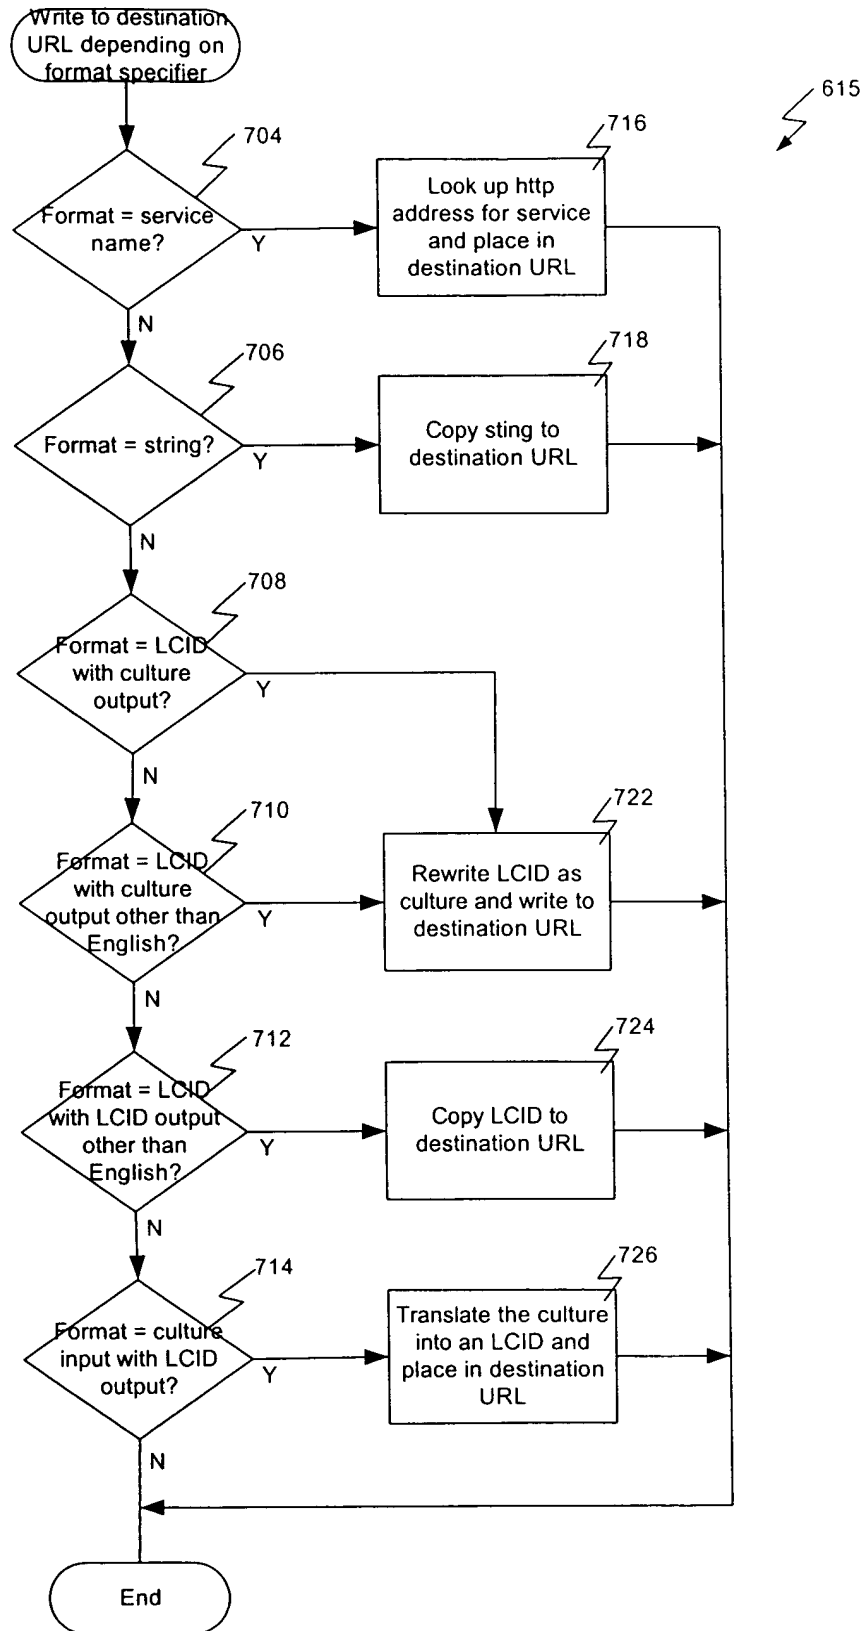 Write to destination
URL depending on
format specifier
615
704
Format = service
name?
Y
N
716
Look up http
address for service
and place in
destination URL
706
Format = string?
Y
N
718
Copy sting to
destination URL
708
Format = LCID
with culture
output?
Y
N
710
Format = LCID
with culture
output other than
English?
Y
N
722
Rewrite LCID as
culture and write to
destination URL
712
Format = LCID
with LCID output
other than
English?
Y
N
724
Copy LCID to
destination URL
714
Format = culture
input with LCID
output?
Y
N
726
Translate the culture
into an LCID and
place in destination
URL
End